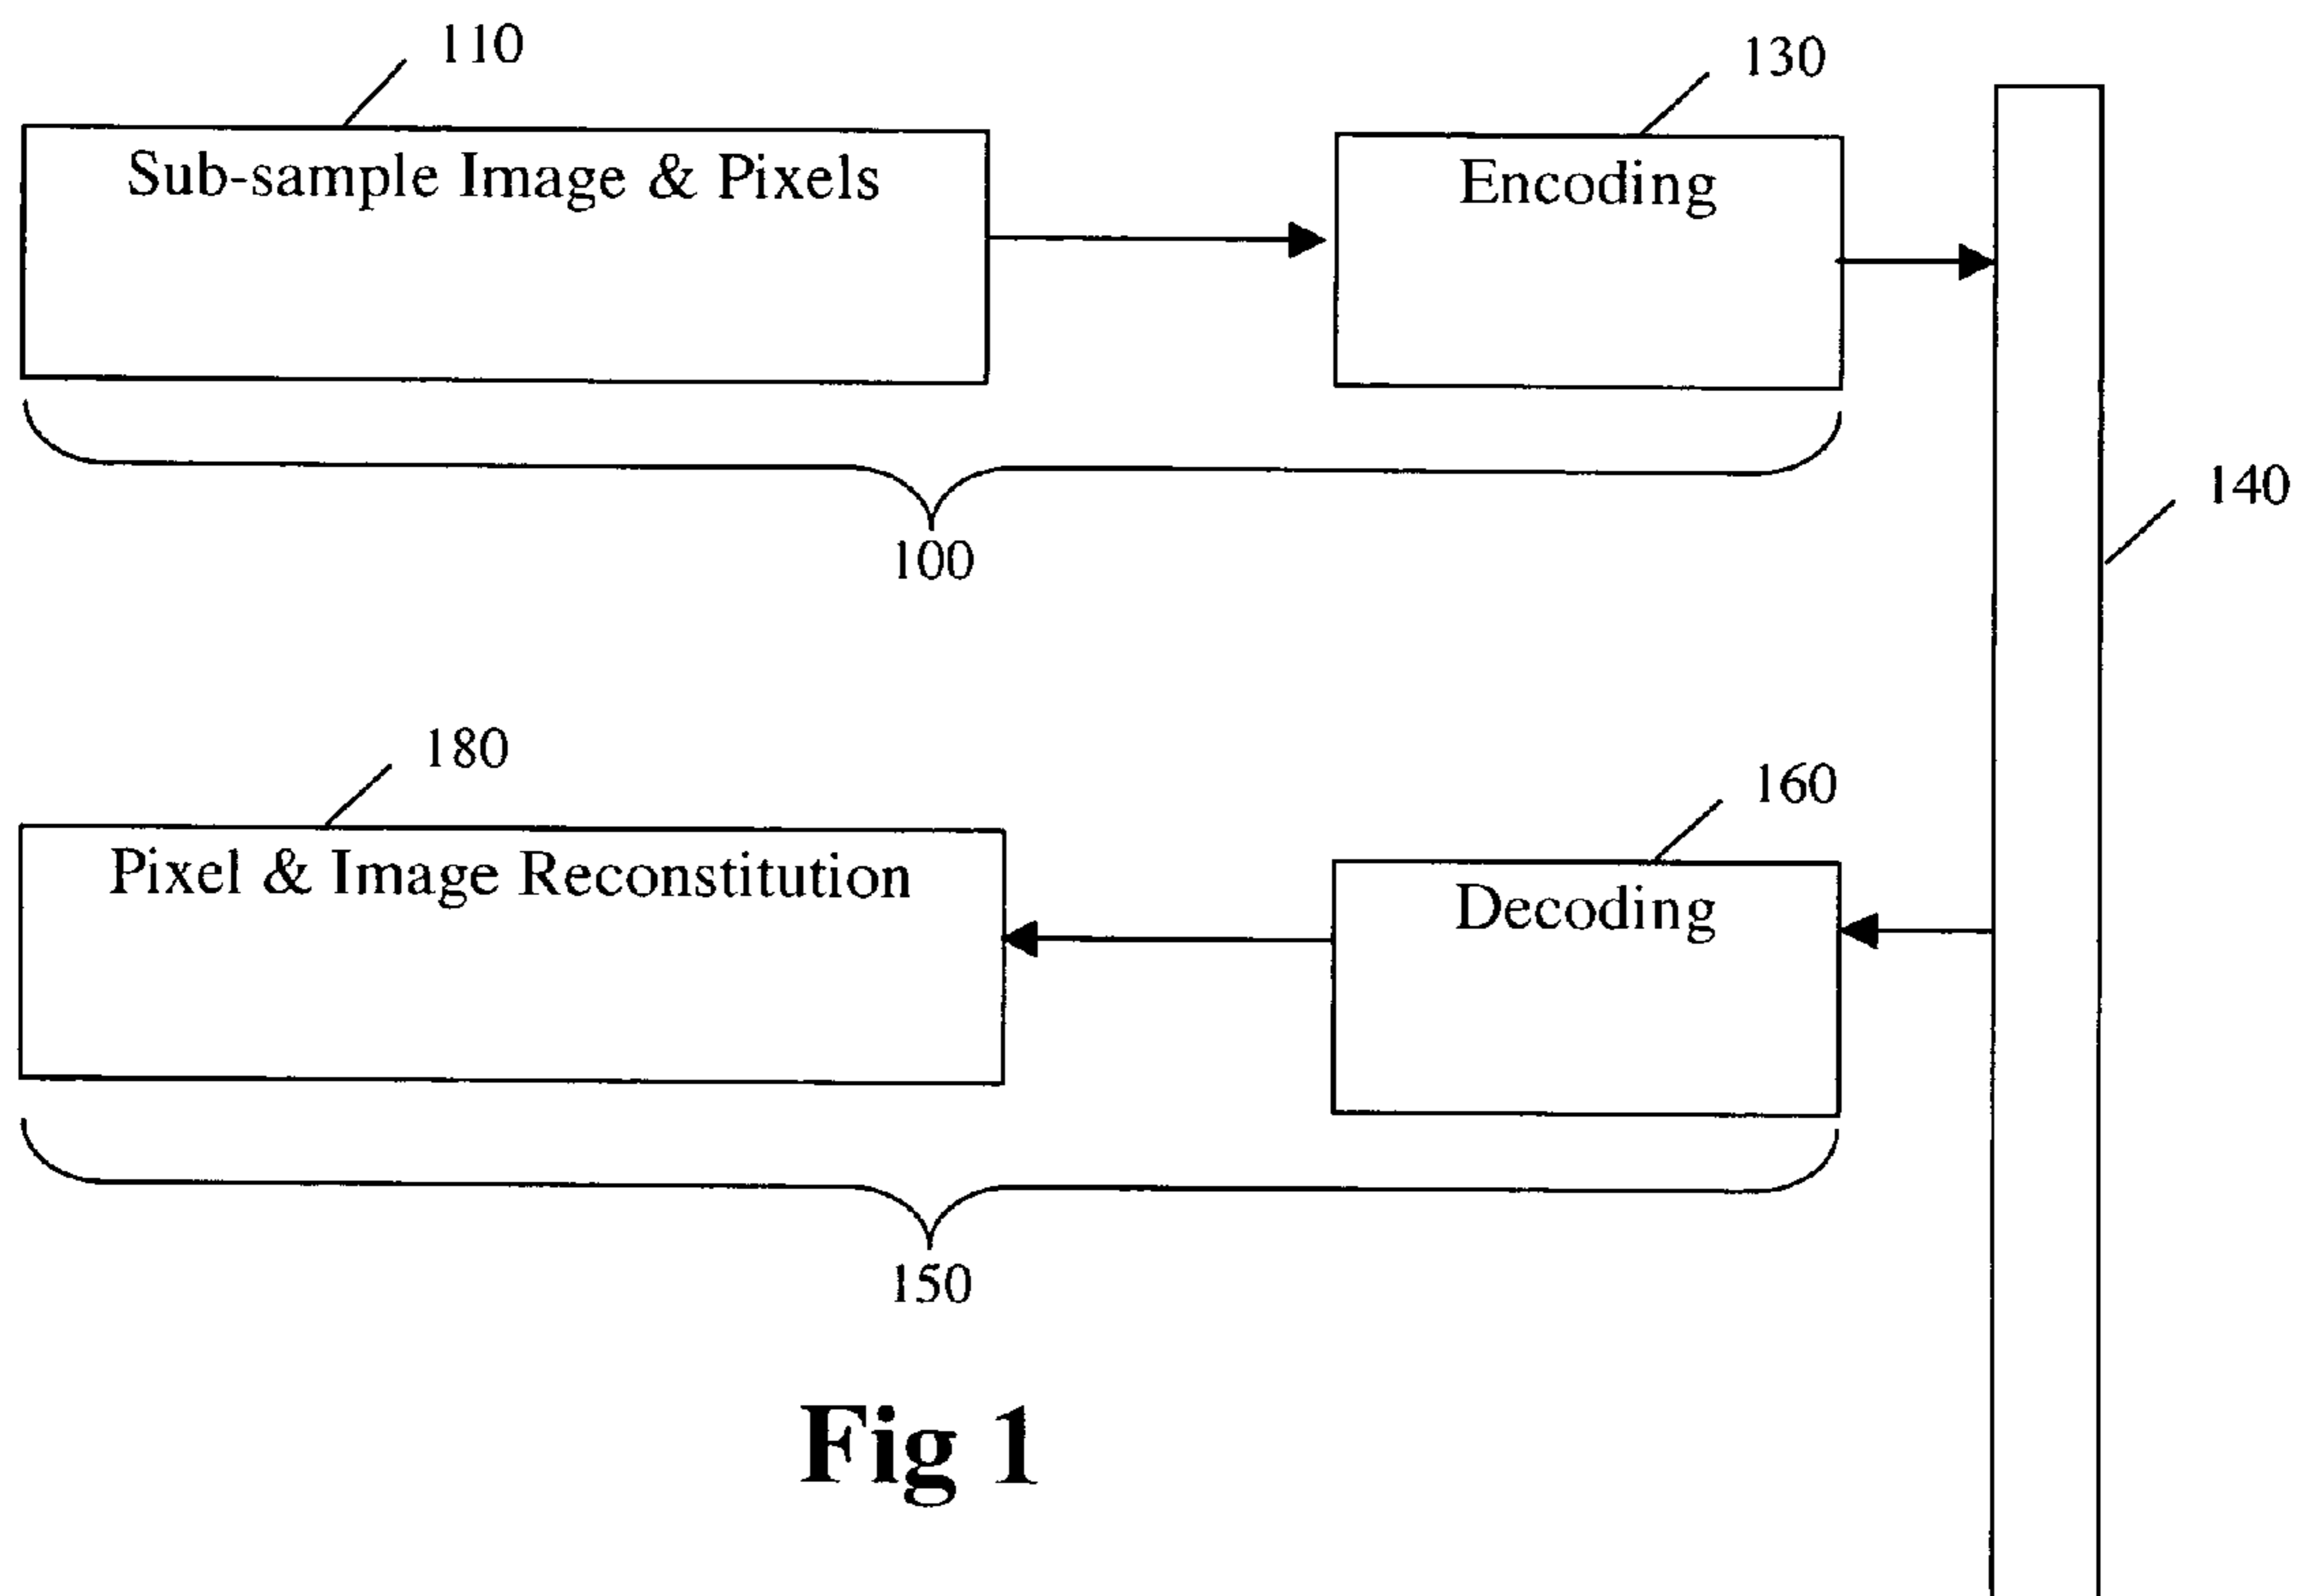 110
130
Sub-sample Image & Pixels
Encoding
140
100
180
160
Pixel & Image Reconstitution
Decoding
150
Fig 1